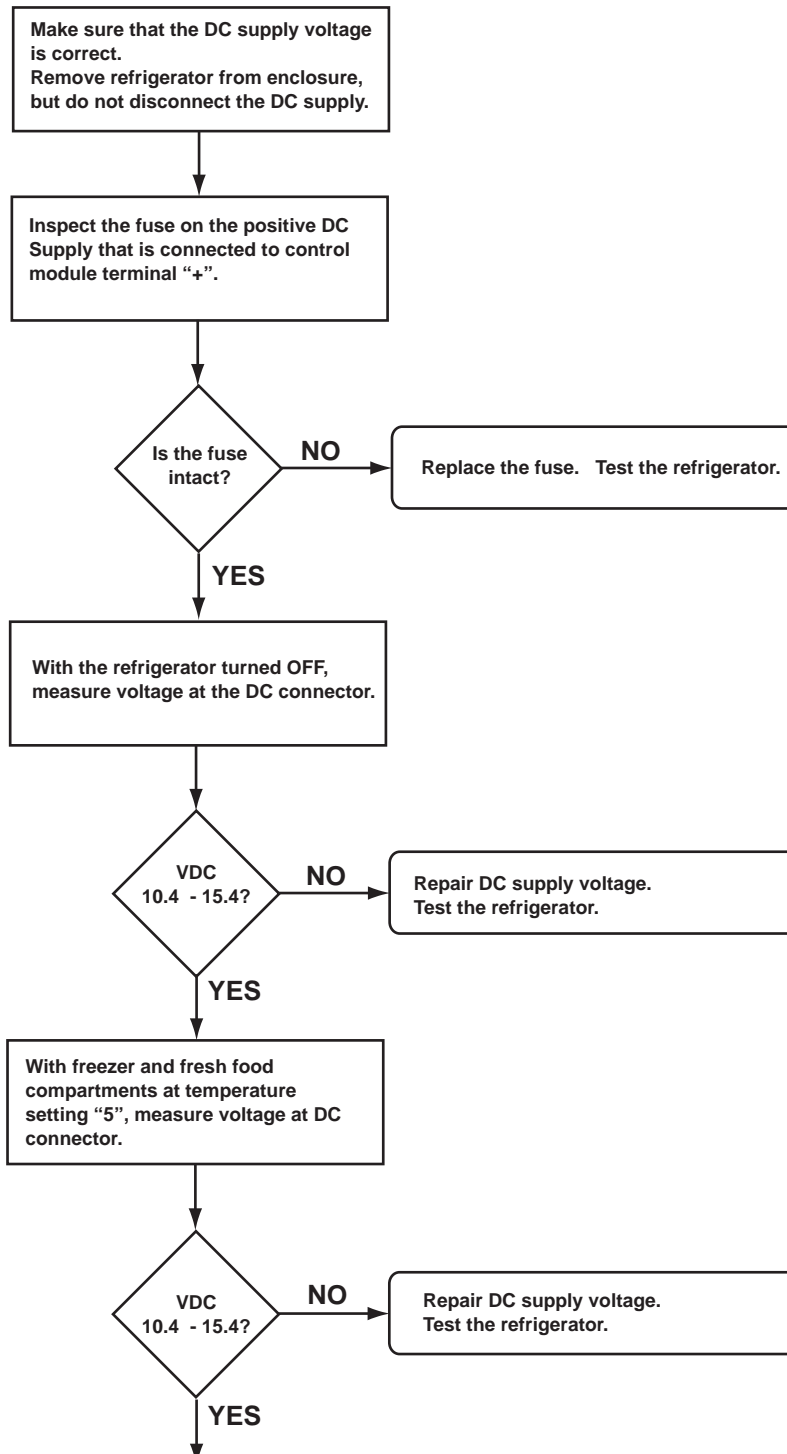 Make sure that the DC supply voltage
is correct.
Remove refrigerator from enclosure,
but do not disconnect the DC supply.
Inspect the fuse on the positive DC
Supply that is connected to control
module terminal “+”.
Is the fuse
intact?
NO
Replace the fuse. Test the refrigerator.
YES
With the refrigerator turned OFF,
measure voltage at the DC connector.
VDC
10.4 - 15.4?
NO
Repair DC supply voltage.
Test the refrigerator.
YES
With freezer and fresh food
compartments at temperature
setting “5”, measure voltage at DC
connector.
VDC
10.4 - 15.4?
NO
Repair DC supply voltage.
Test the refrigerator.
YES